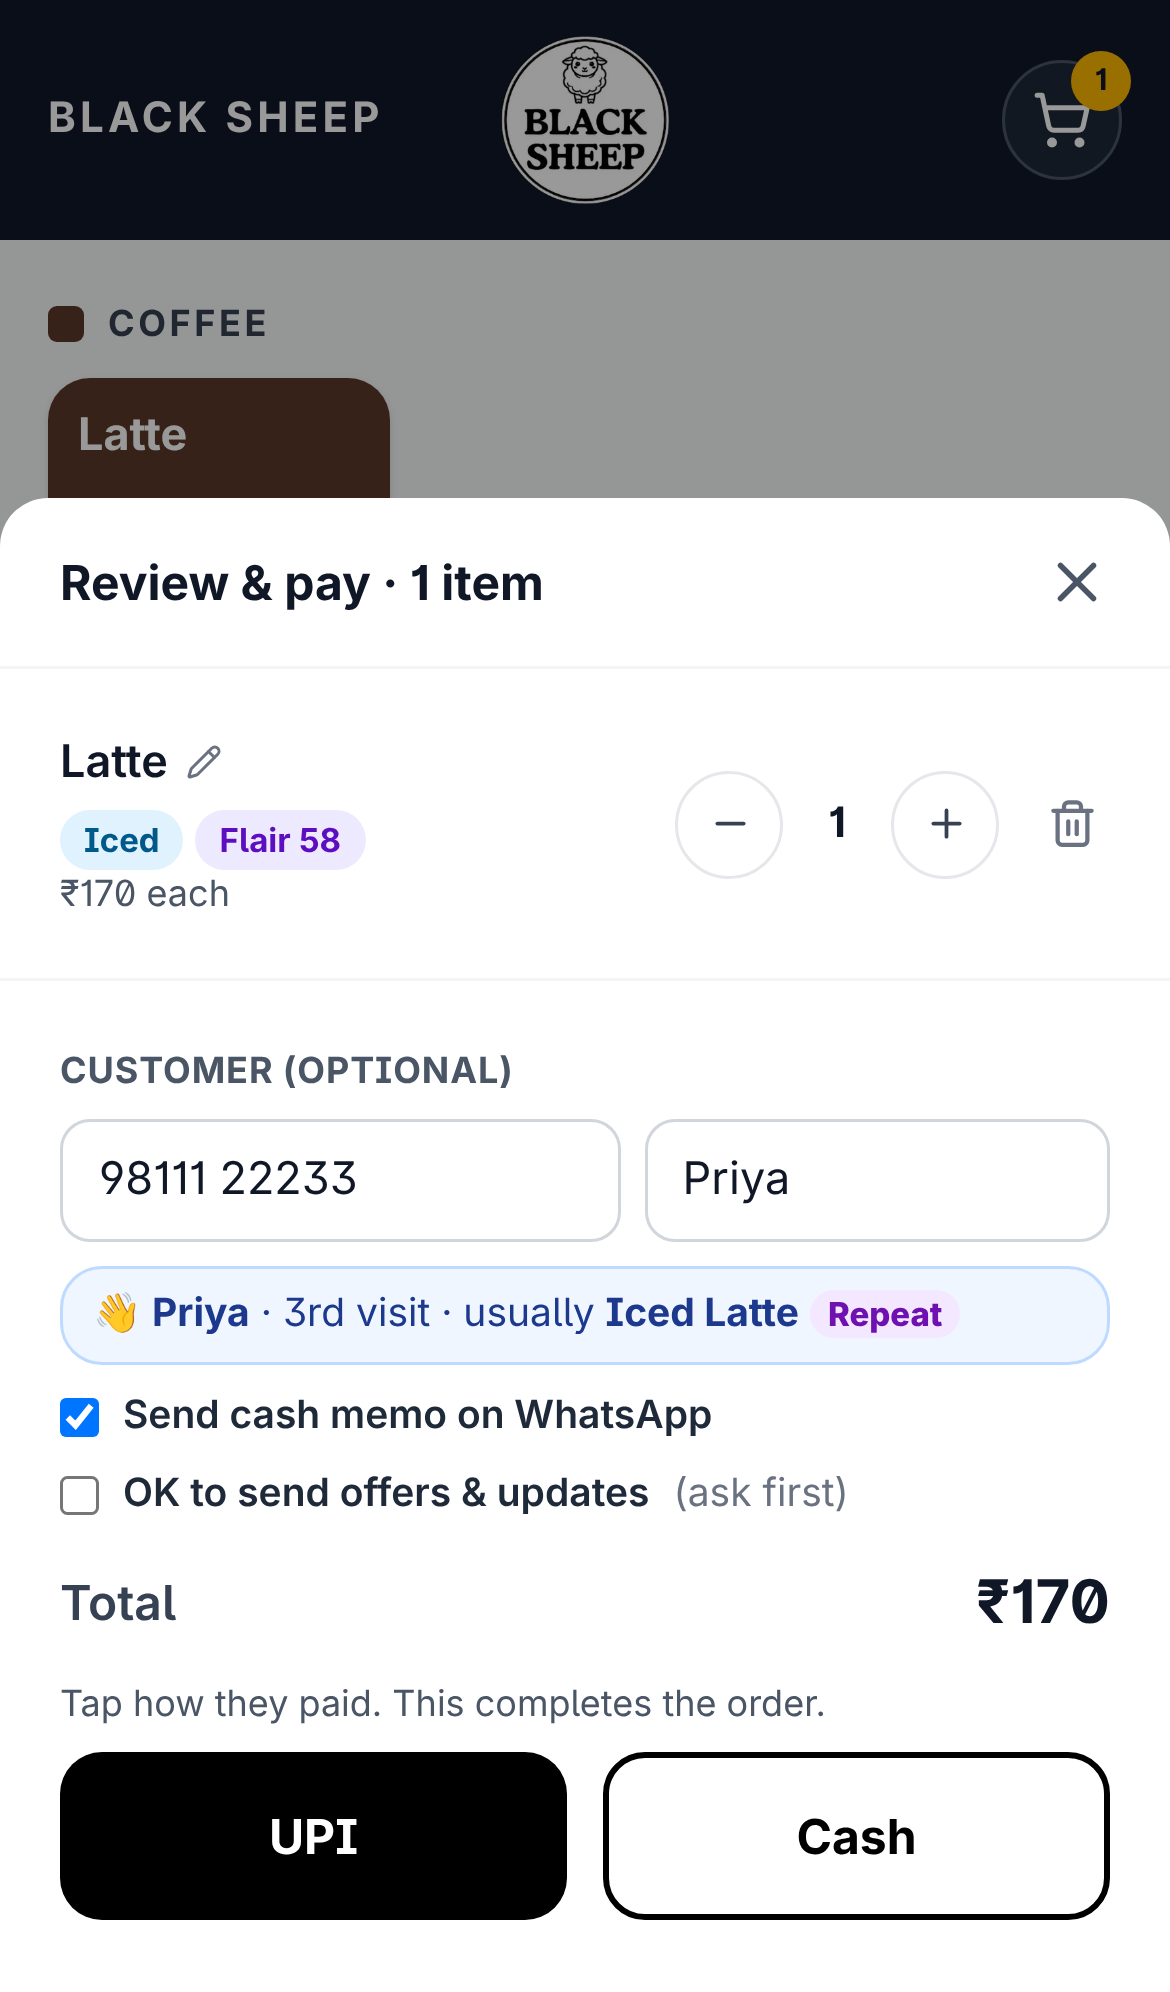 BLACK SHEEP
BLACK
SHEEP
1
COFFEE
Latte
Review & pay · 1 item
Latte
Iced Flair 58
₹170 each
1
CUSTOMER (OPTIONAL)
98111 22233
Priya
👋 Priya · 3rd visit · usually Iced Latte Repeat
Send cash memo on WhatsApp
OK to send offers & updates (ask first)
Total ₹170
Tap how they paid. This completes the order.
UPI
Cash